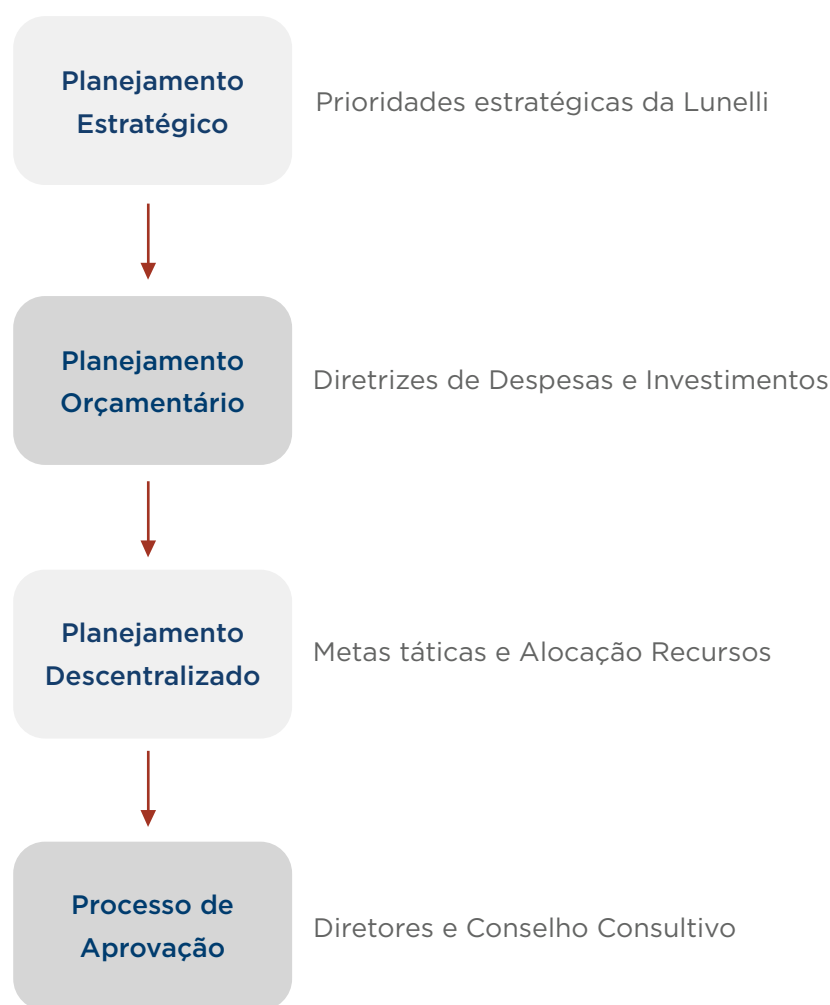 Planejamento
Estratégico
Prioridades estratégicas da Lunelli
Planejamento
Orçamentário
Diretrizes de Despesas e Investimentos
Planejamento
Descentralizado
Metas táticas e Alocação Recursos
Processo de
Aprovação
Diretores e Conselho Consultivo